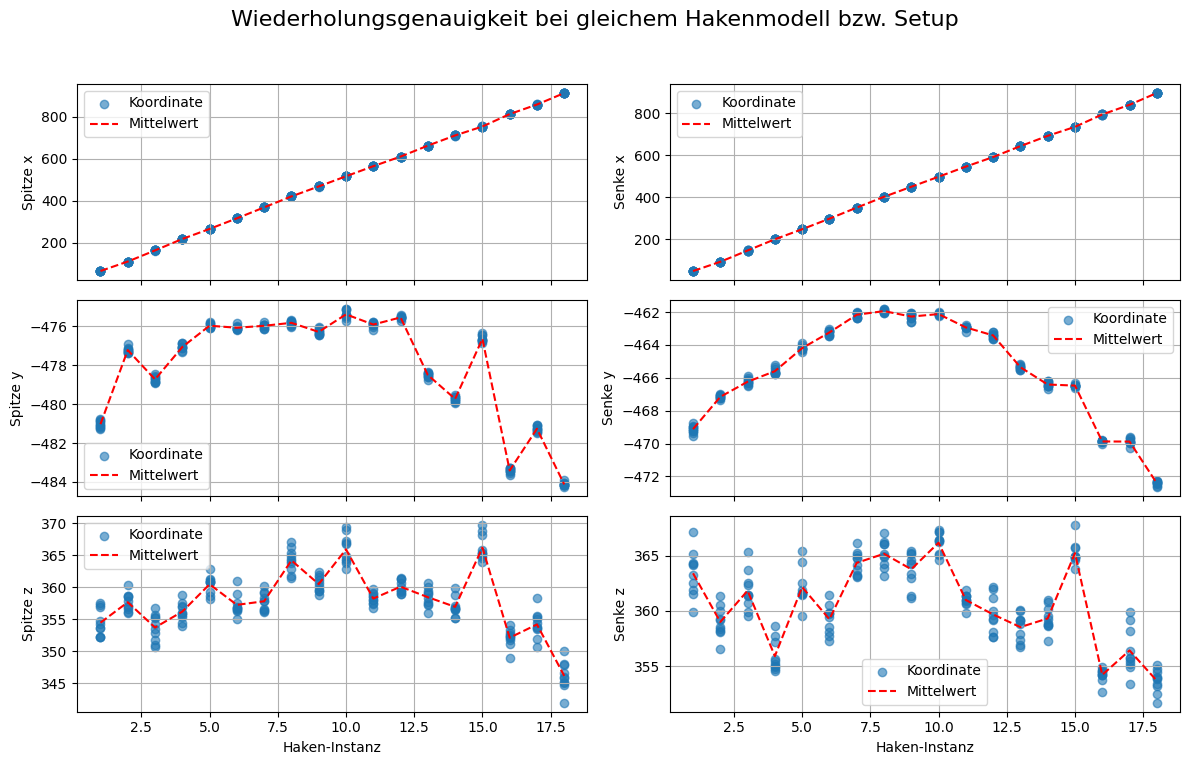 Wiederholungsgenauigkeit bei gleichem Hakenmodell bzw. Setup
Spitze x
800
600
400
200
Koordinate
Mittelwert
Senke x
800
600
400
200
Koordinate
Mittelwert
Spitze y
−476
−478
−480
−482
−484
Koordinate
Mittelwert
Senke y
−462
−464
−466
−468
−470
−472
Koordinate
Mittelwert
Spitze z
370
365
360
355
350
345
Koordinate
Mittelwert
2.5 5.0 7.5 10.0 12.5 15.0 17.5
Haken-Instanz
Senke z
365
360
355
Koordinate
Mittelwert
2.5 5.0 7.5 10.0 12.5 15.0 17.5
Haken-Instanz